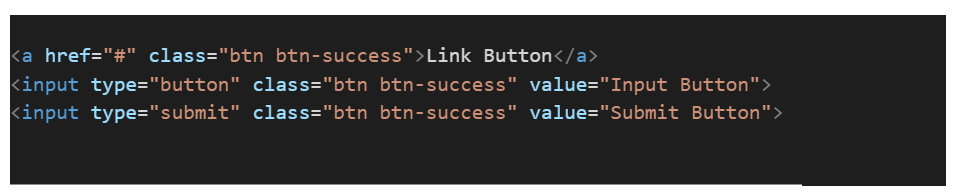 <a href="#" class="btn btn-success">Link Button</a>
<input type="button" class="btn btn-success" value="Input Button">
<input type="submit" class="btn btn-success" value="Submit Button">